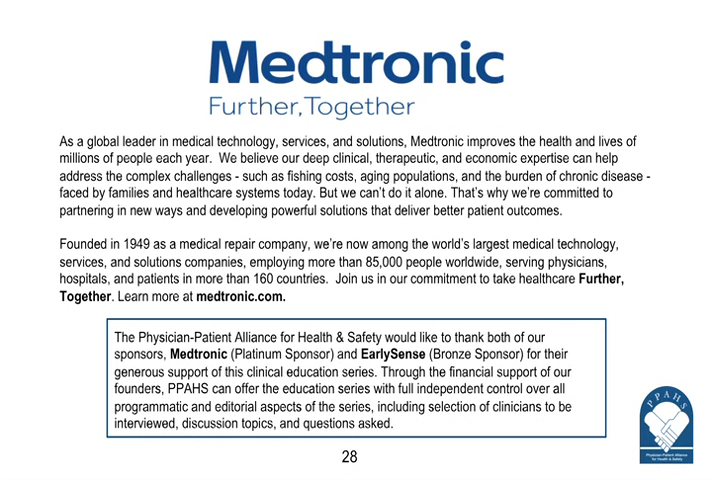 Medtronic
Further, Together
As a global leader in medical technology, services, and solutions, Medtronic improves the health and lives of
millions of people each year.  We believe our deep clinical, therapeutic, and economic expertise can help
address the complex challenges - such as fishing costs, aging populations, and the burden of chronic disease -
faced by families and healthcare systems today. But we can't do it alone. That's why we're committed to
partnering in new ways and developing powerful solutions that deliver better patient outcomes.
Founded in 1949 as a medical repair company, we're now among the world's largest medical technology,
services, and solutions companies, employing more than 85,000 people worldwide, serving physicians,
hospitals, and patients in more than 160 countries.  Join us in our commitment to take healthcare Further,
Together. Learn more at medtronic.com.
The Physician-Patient Alliance for Health & Safety would like to thank both of our
sponsors, Medtronic (Platinum Sponsor) and EarlySense (Bronze Sponsor) for their
generous support of this clinical education series. Through the financial support of our
founders, PPAHS can offer the education series with full independent control over all
programmatic and editorial aspects of the series, including selection of clinicians to be
interviewed, discussion topics, and questions asked.
PPAHS
Physician-Patient Alliance
for Health & Safety
28